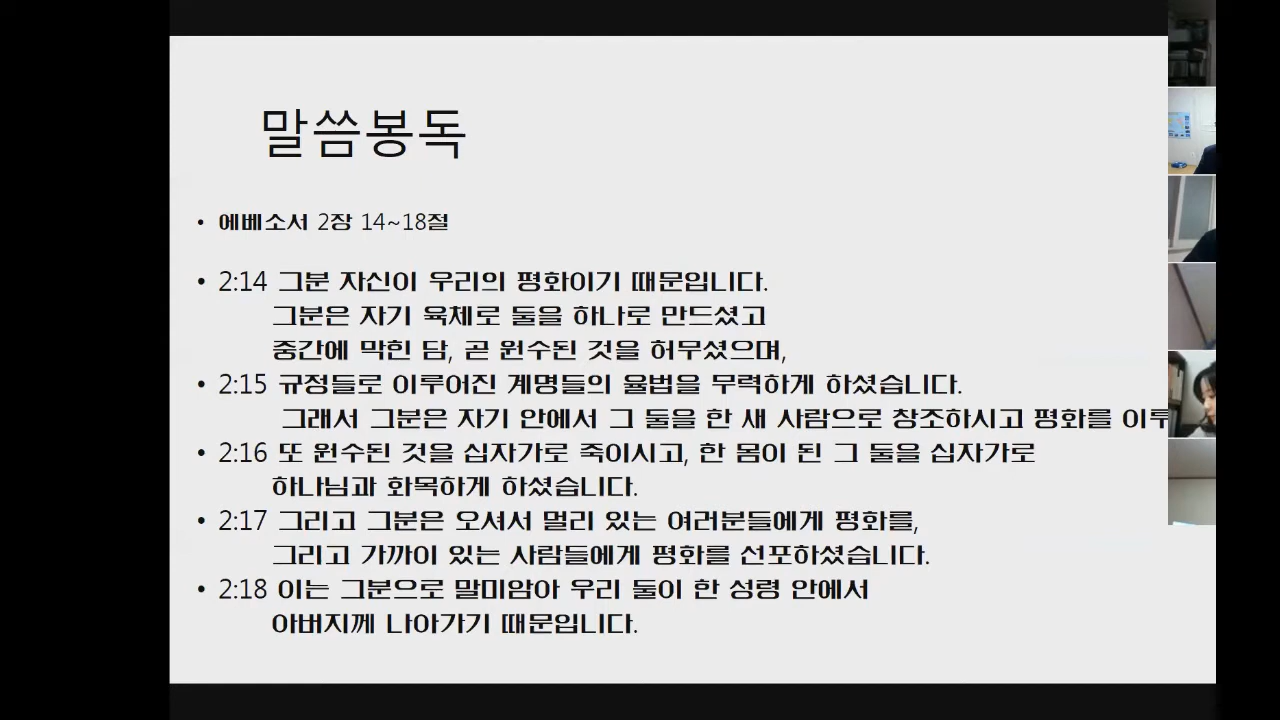 말씀봉독
• 에베소서 2장 14~18절
• 2:14 그분 자신이 우리의 평화이기 때문입니다.
그분은 자기 육체로 둘을 하나로 만드셨고
중간에 막힌 담, 곧 원수된 것을 허무셨으며,
• 2:15 규정들로 이루어진 계명들의 율법을 무력하게 하셨습니다.
그래서 그분은 자기 안에서 그 둘을 한 새 사람으로 창조하시고 평화를 이루
• 2:16 또 원수된 것을 십자가로 죽이시고, 한 몸이 된 그 둘을 십자가로
하나님과 화목하게 하셨습니다.
• 2:17 그리고 그분은 오셔서 멀리 있는 여러분들에게 평화를,
그리고 가까이 있는 사람들에게 평화를 선포하셨습니다.
• 2:18 이는 그분으로 말미암아 우리 둘이 한 성령 안에서
아버지께 나아가기 때문입니다.